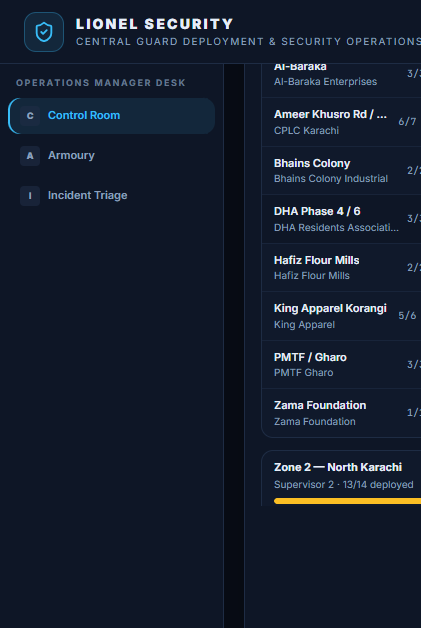 LIONEL SECURITY
CENTRAL GUARD DEPLOYMENT & SECURITY OPERATIONS
OPERATIONS MANAGER DESK
C Control Room
A Armoury
I Incident Triage
Al-Baraka
Al-Baraka Enterprises
3/
Ameer Khusro Rd / ...
CPLC Karachi
6/7
Bhains Colony
Bhains Colony Industrial
2/
DHA Phase 4 / 6
DHA Residents Associati...
3/
Hafiz Flour Mills
Hafiz Flour Mills
2/
King Apparel Korangi
King Apparel
5/6
PMTF / Gharo
PMTF Gharo
3/
Zama Foundation
Zama Foundation
1/
Zone 2 — North Karachi
Supervisor 2 · 13/14 deployed